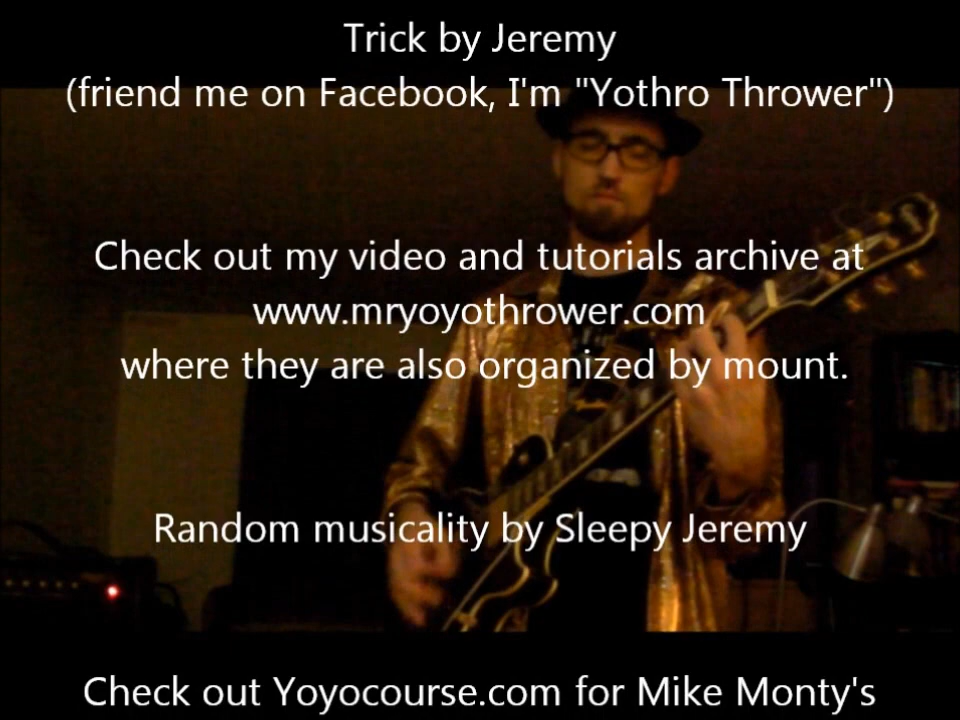 Trick by Jeremy
(friend me on Facebook, I'm "Yothro Thrower")
Check out my video and tutorials archive at
www.mryoyothrower.com
where they are also organized by mount.
Random musicality by Sleepy Jeremy
Check out Yoyocourse.com for Mike Monty's